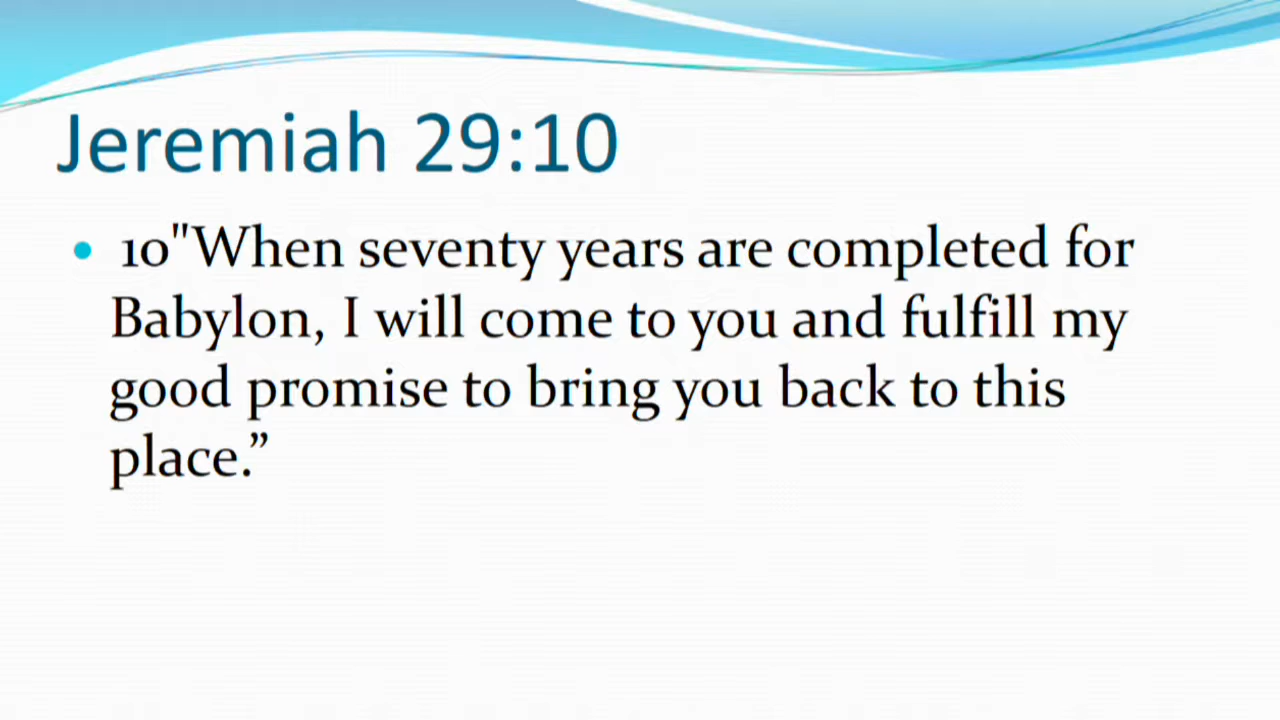 Jeremiah 29:10
• 10"When seventy years are completed for
Babylon, I will come to you and fulfill my
good promise to bring you back to this
place.”